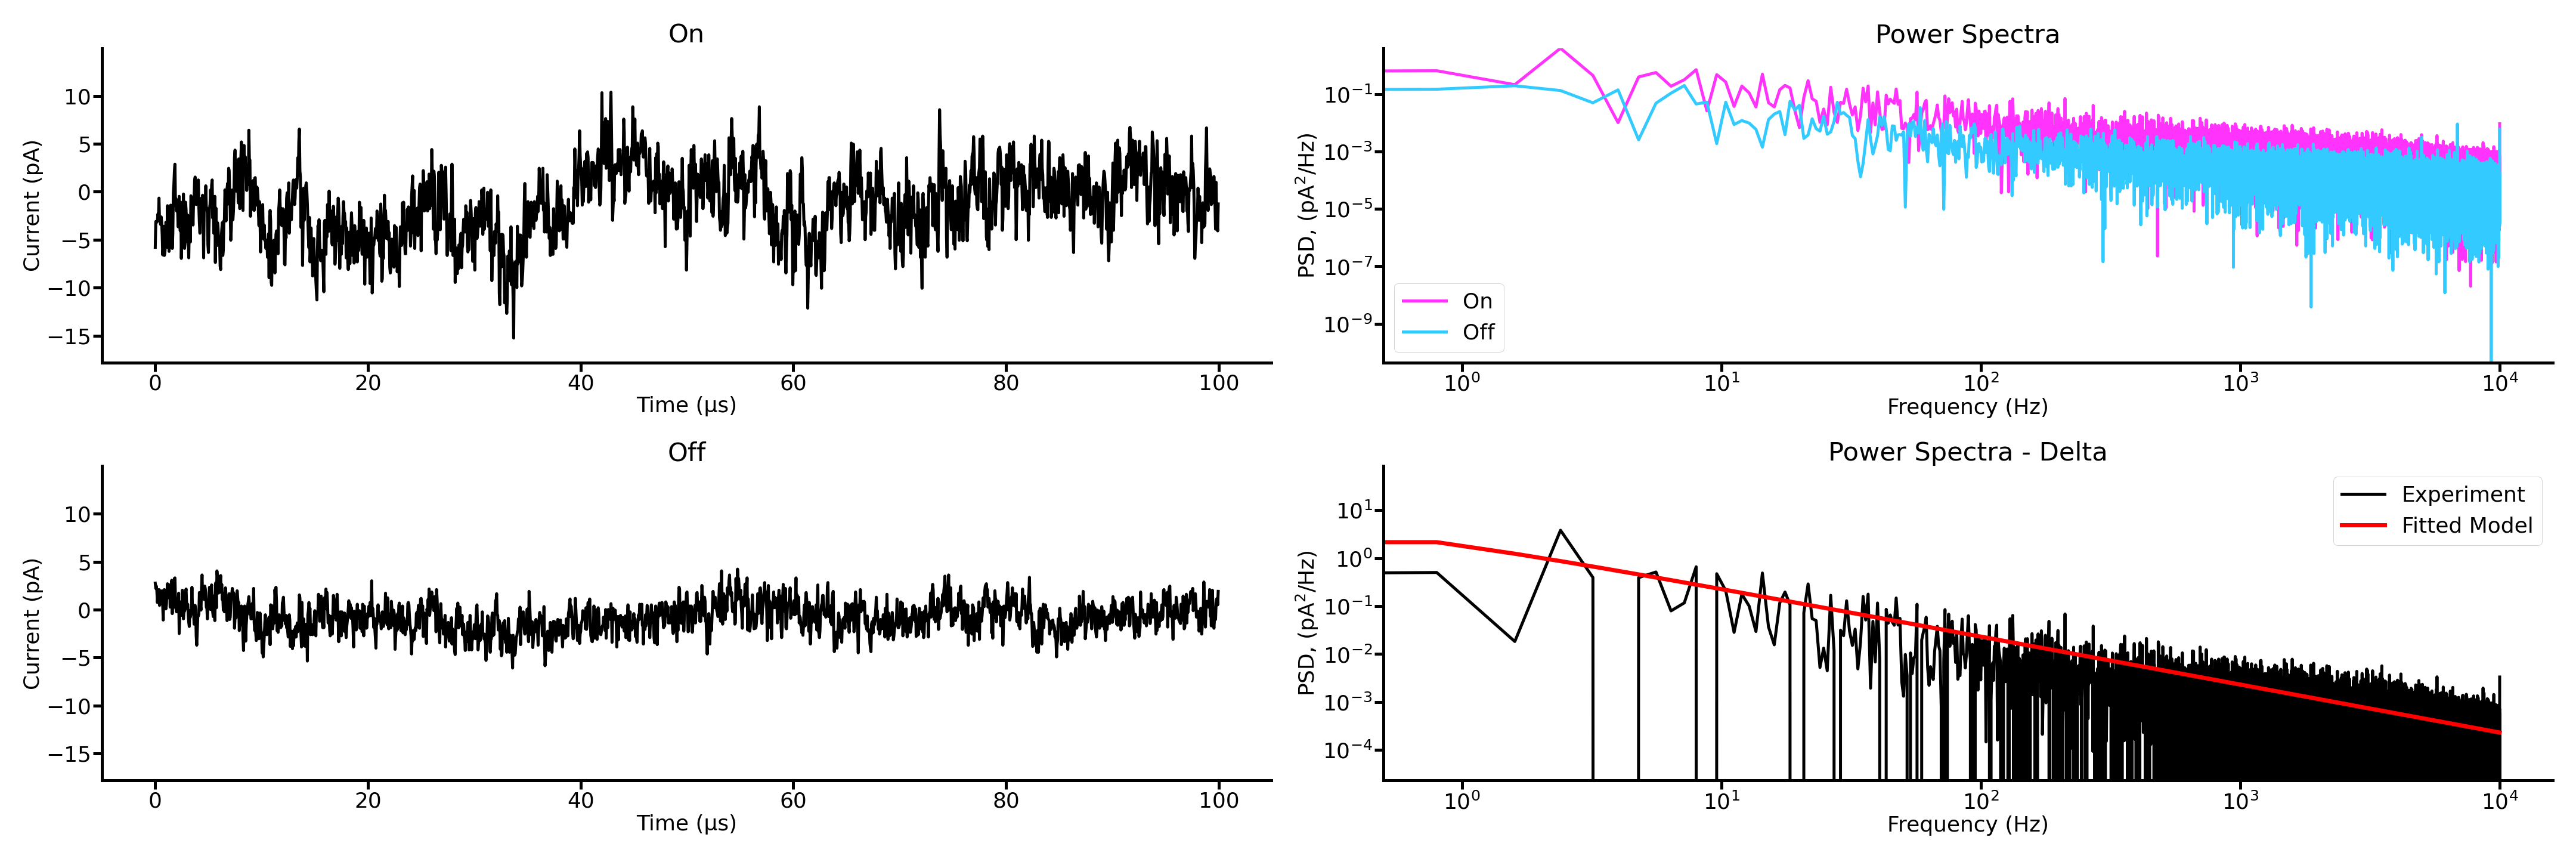 On
Current (pA)
10
5
0
−5
−10
−15
0 20 40 60 80 100
Time (μs)
Power Spectra
PSD, (pA²/Hz)
10⁻¹
10⁻³
10⁻⁵
10⁻⁷
10⁻⁹
On
Off
10⁰ 10¹ 10² 10³ 10⁴
Frequency (Hz)
Off
Current (pA)
10
5
0
−5
−10
−15
0 20 40 60 80 100
Time (μs)
Power Spectra - Delta
PSD, (pA²/Hz)
10¹
10⁰
10⁻¹
10⁻²
10⁻³
10⁻⁴
Experiment
Fitted Model
10⁰ 10¹ 10² 10³ 10⁴
Frequency (Hz)